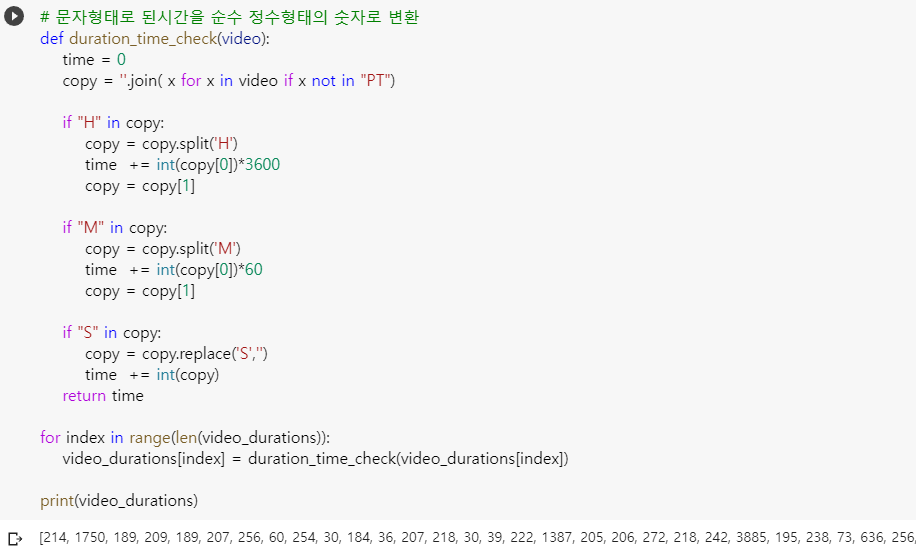 # 문자형태로 된시간을 순수 정수형태의 숫자로 변환
def duration_time_check(video):
    time = 0
    copy = ''.join( x for x in video if x not in "PT")

    if "H" in copy:
        copy = copy.split('H')
        time  += int(copy[0])*3600
        copy = copy[1]

    if "M" in copy:
        copy = copy.split('M')
        time  += int(copy[0])*60
        copy = copy[1]

    if "S" in copy:
        copy = copy.replace('S','')
        time  += int(copy)
    return time

for index in range(len(video_durations)):
    video_durations[index] = duration_time_check(video_durations[index])

print(video_durations)
[214, 1750, 189, 209, 189, 207, 256, 60, 254, 30, 184, 36, 207, 218, 30, 39, 222, 1387, 205, 206, 272, 218, 242, 3885, 195, 238, 73, 636, 256,